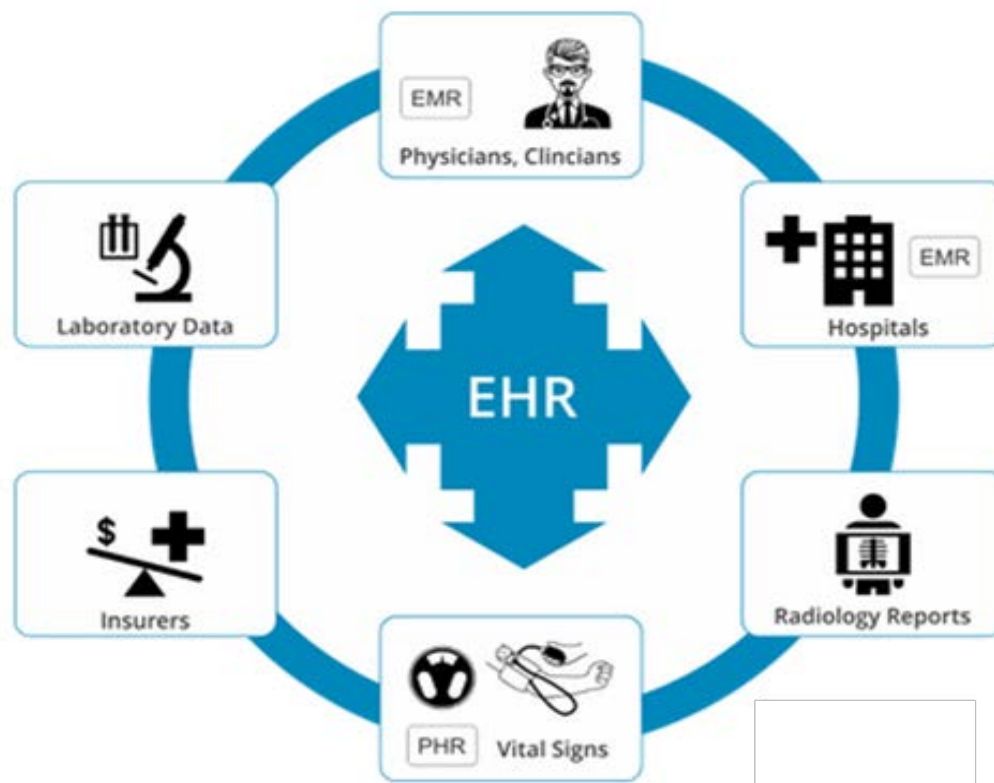 EMR
Physicians, Clincians
EMR
Hospitals
Laboratory Data
EHR
$
Insurers
Radiology Reports
PHR
Vital Signs